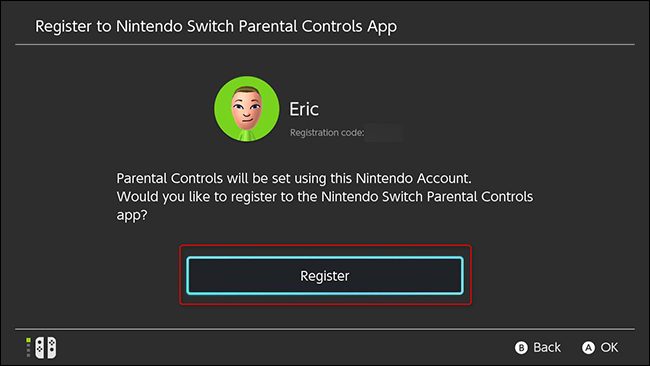 Register to Nintendo Switch Parental Controls App
Eric
Registration code:
Parental Controls will be set using this Nintendo Account.
Would you like to register to the Nintendo Switch Parental Controls
app?
Register
B Back A OK